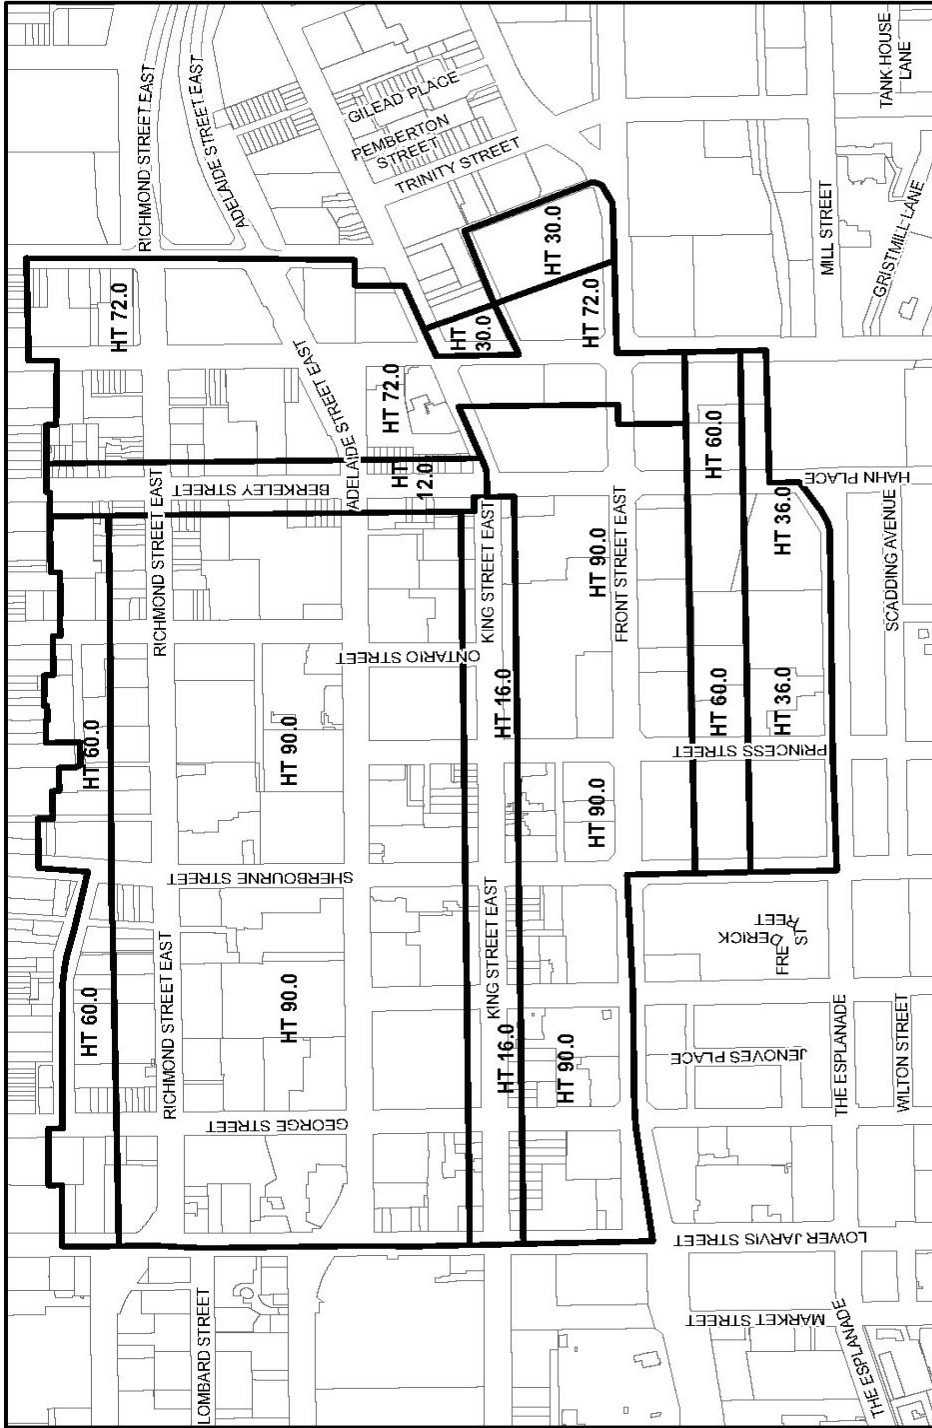 RICHMOND STREET EAST
ADELAIDE STREET EAST
GILEAD PLACE
PEMBERTON
STREET
TRINITY STREET
TANK HOUSE
LANE
MILL STREET
GRISTMILL LANE
HT 72.0
HT 30.0
HT
30.0
HT 72.0
HT 72.0
ADELAIDE STREET EAST
HT
12.0
BERKELEY STREET
HT 60.0
HAHN PLACE
RICHMOND STREET EAST
KING STREET EAST
HT 90.0
FRONT STREET EAST
HT 36.0
SCADDING AVENUE
ONTARIO STREET
HT 60.0
HT 90.0
HT 16.0
HT 60.0
HT 36.0
PRINCESS STREET
HT 90.0
SHERBOURNE STREET
KING STREET EAST
FREDERICK
STREET
HT 60.0
RICHMOND STREET EAST
HT 90.0
HT 16.0
HT 90.0
JENOVES PLACE
THE ESPLANADE
WILTON STREET
GEORGE STREET
LOWER JARVIS STREET
LOMBARD STREET
MARKET STREET
THE ESPLANADE